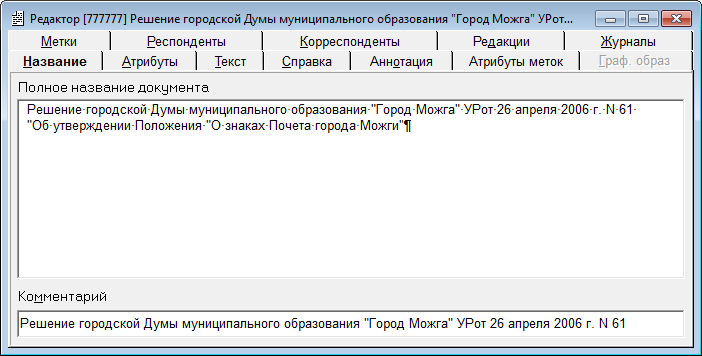 Редактор [777777] Решение городской Думы муниципального образования "Город Можга" УРот...
Метки Респонденты Корреспонденты Редакции Журналы
Название Атрибуты Текст Справка Аннотация Атрибуты меток Граф. образ
Полное название документа
Решение·городской·Думы·муниципального·образования·"Город·Можга"·УРот·26·апреля·2006·г.·N·61·
"Об·утверждении·Положения·"О·знаках·Почета·города·Можги"¶
Комментарий
Решение городской Думы муниципального образования "Город Можга" УРот 26 апреля 2006 г. N 61